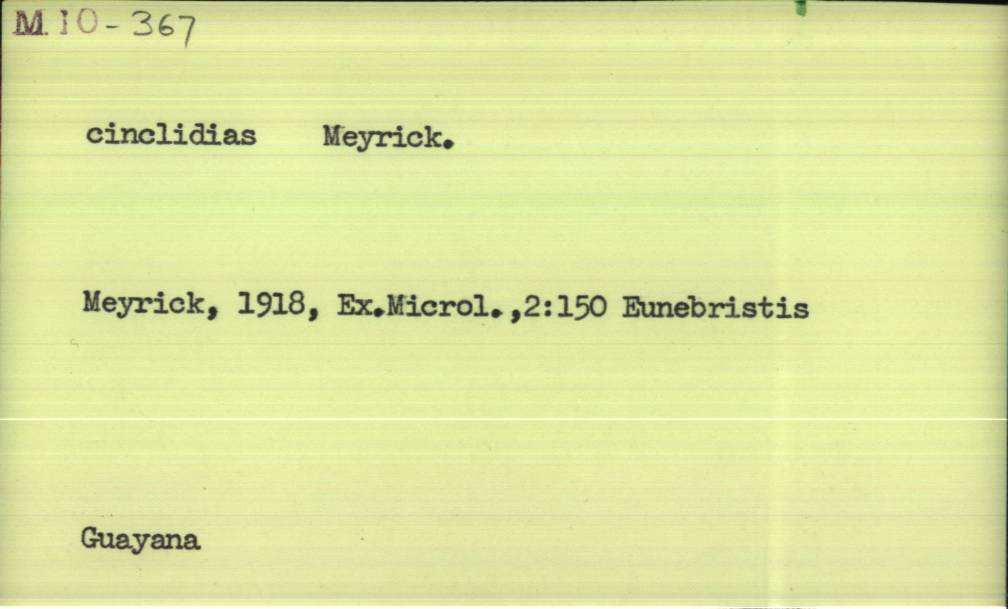 M. 10-367
cinclidias Meyrick.
Meyrick, 1918, Ex.Microl.,2:150 Eunebristis
Guayana